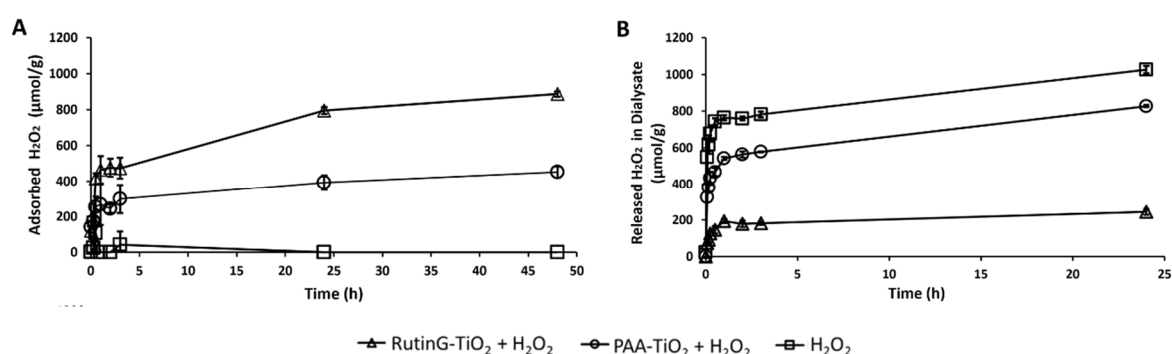 A
B
Adsorbed H₂O₂ (μmol/g)
1200
1000
800
600
400
200
0
0 5 10 15 20 25 30 35 40 45 50
Time (h)
Released H₂O₂ in Dialysate
(μmol/g)
1200
1000
800
600
400
200
0
0 5 10 15 20 25
Time (h)
RutinG-TiO₂ + H₂O₂ PAA-TiO₂ + H₂O₂ H₂O₂